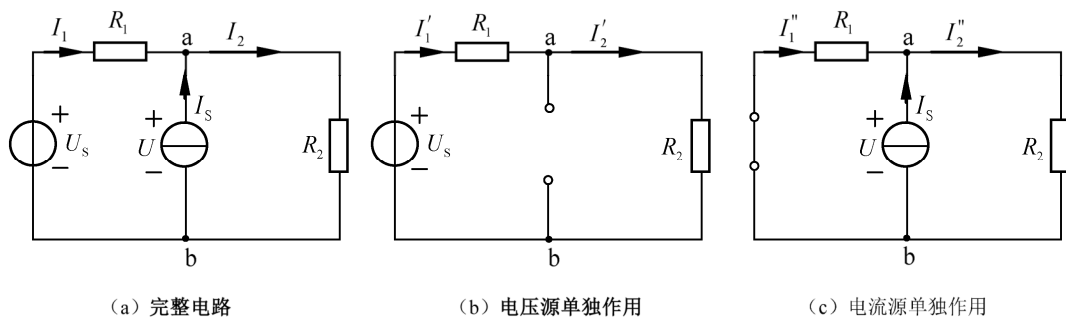 I₁ R₁ a I₂
+ Uₛ −
+ U − Iₛ
R₂
b
(a) 完整电路
I₁′ R₁ a I₂′
+ Uₛ −
R₂
b
(b) 电压源单独作用
I₁″ R₁ a I₂″
+ U − Iₛ
R₂
b
(c) 电流源单独作用